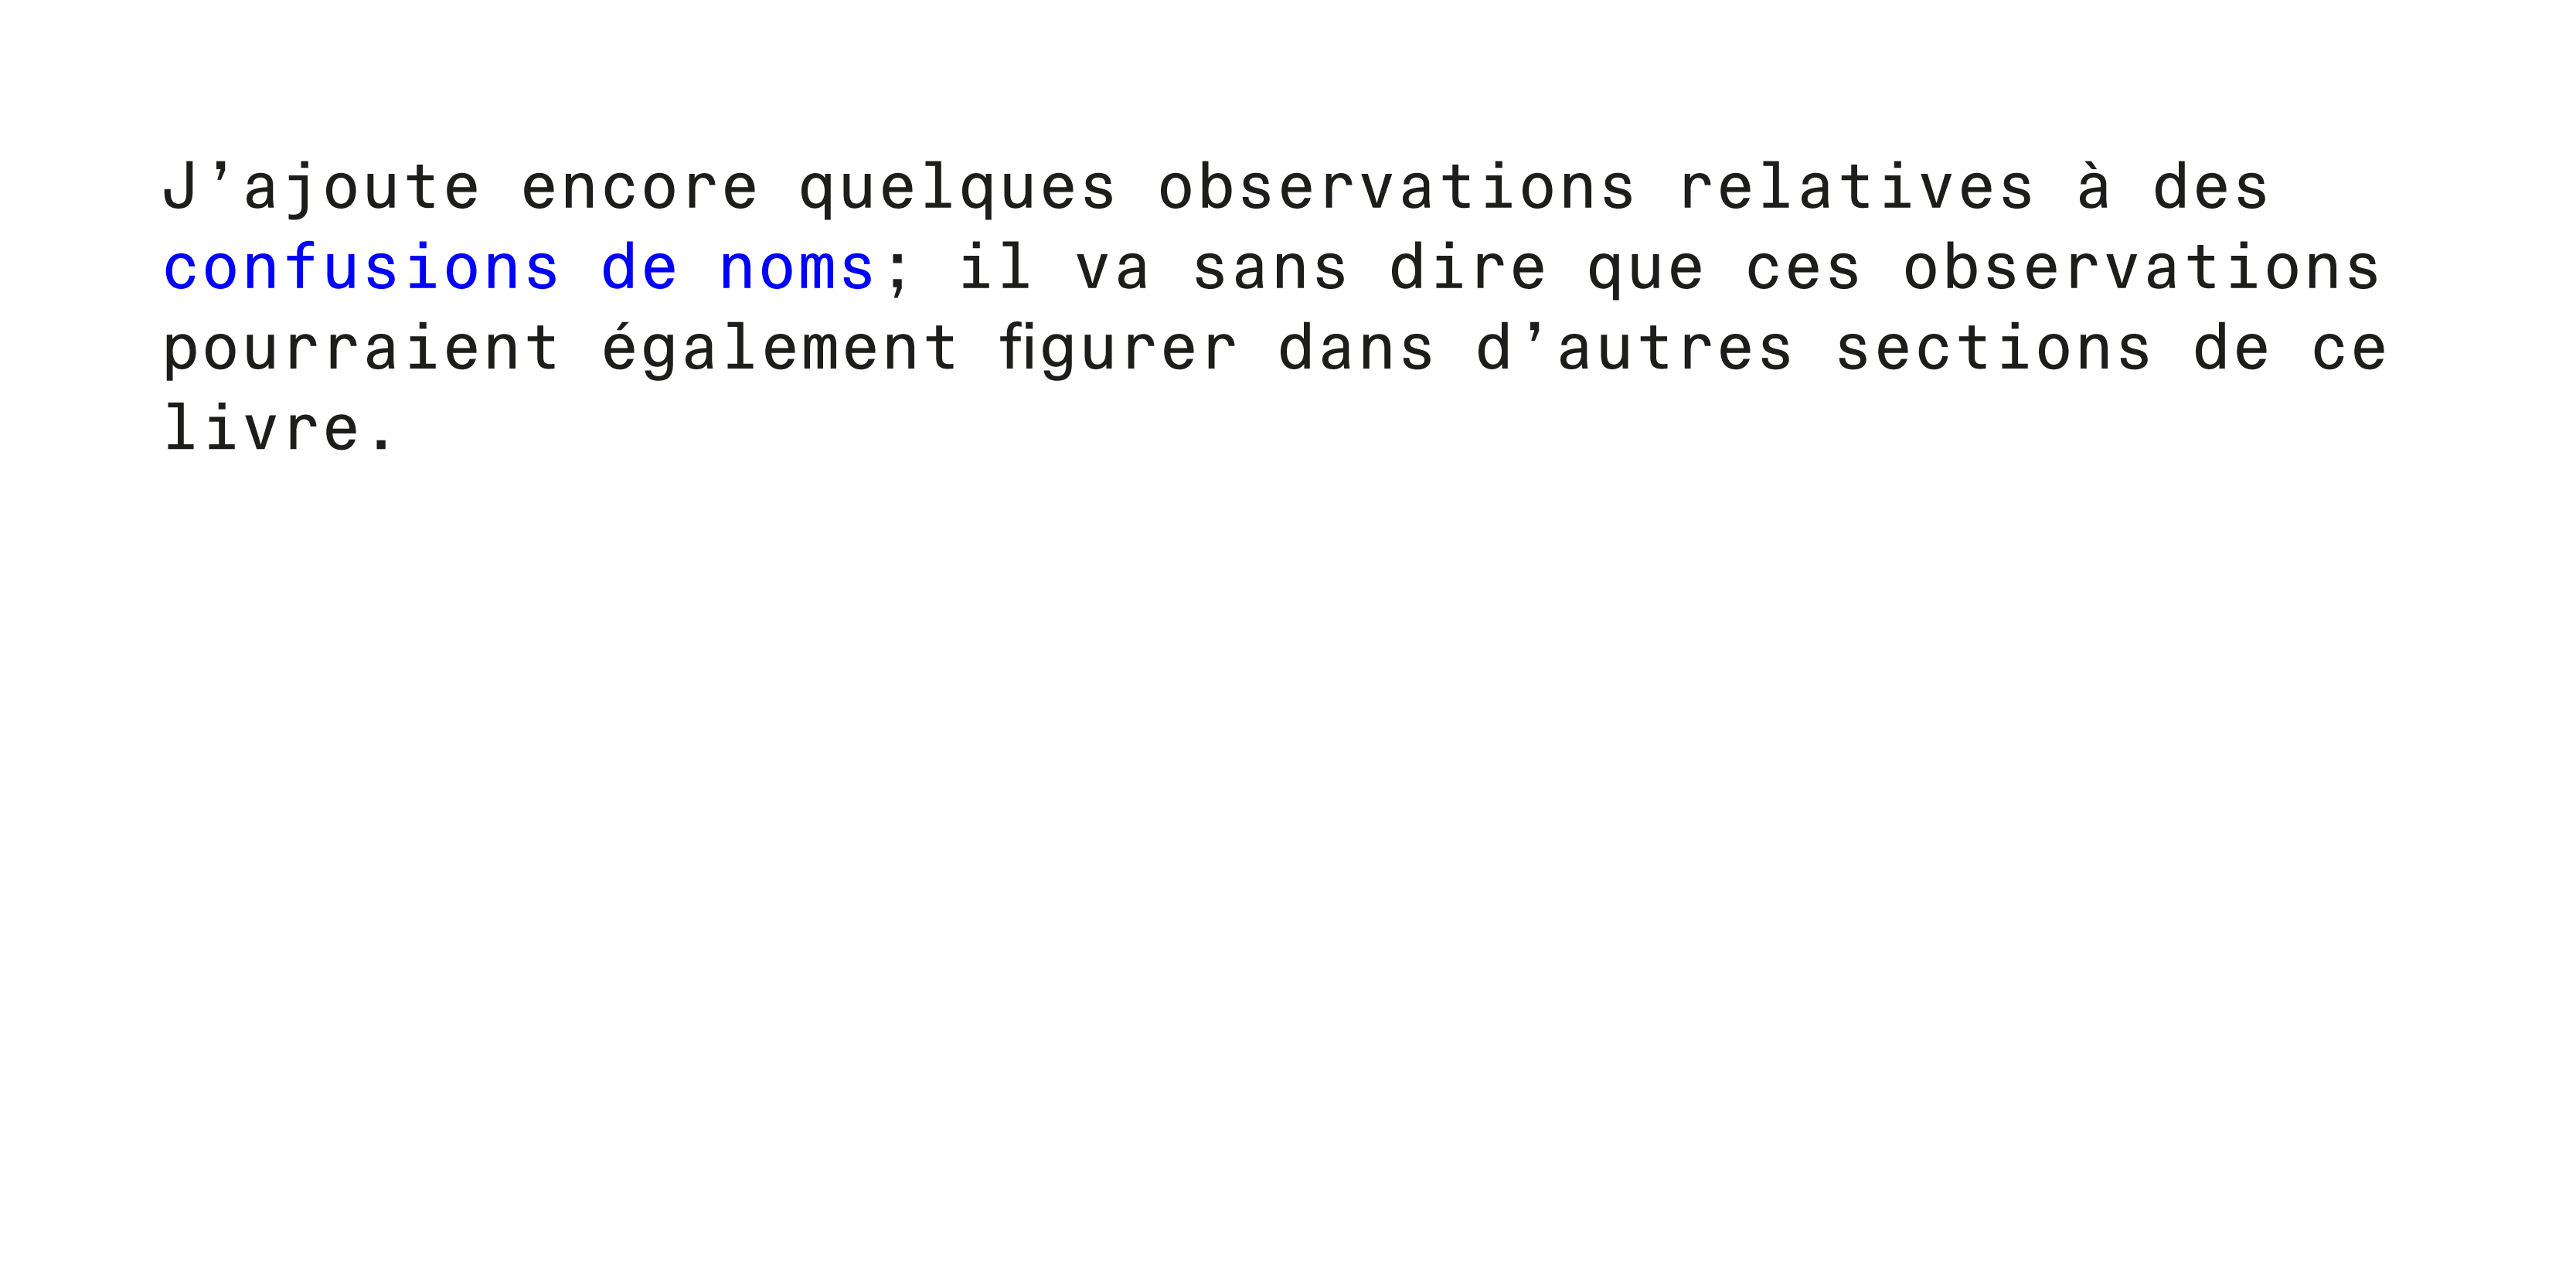 J’ajoute encore quelques observations relatives à des
confusions de noms; il va sans dire que ces observations
pourraient également figurer dans d’autres sections de ce
livre.